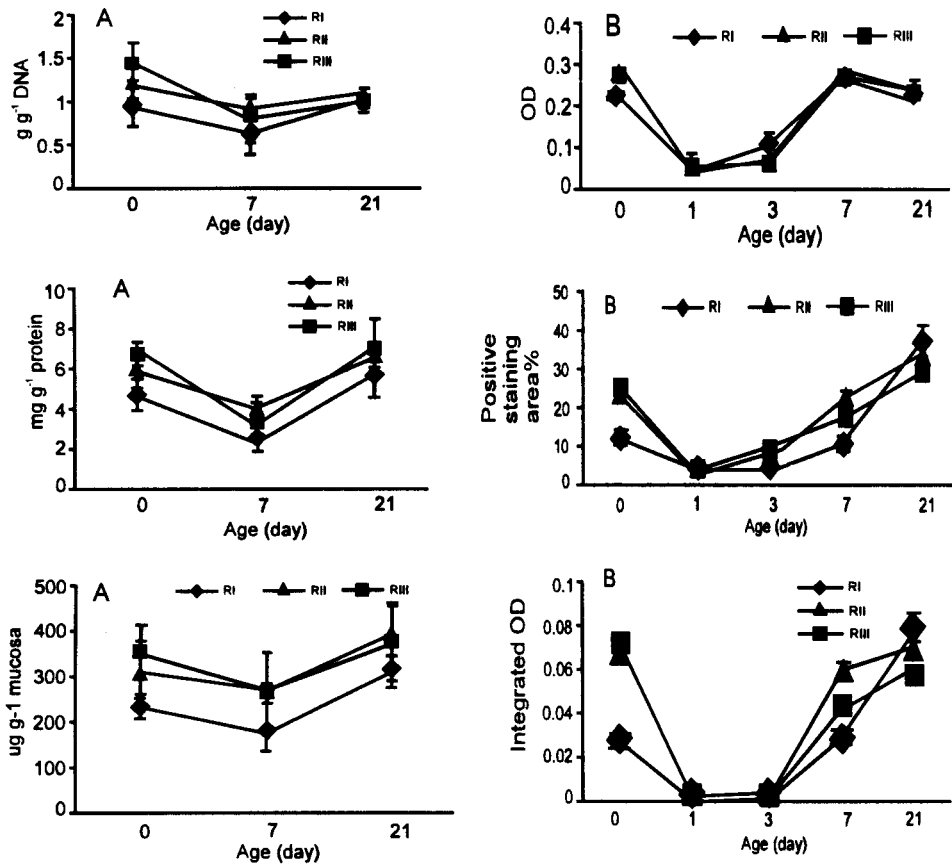 A
2
1.5
1
0.5
0
g g⁻¹ DNA
RI
RII
RIII
0 7 21
Age (day)
B
0.4
0.3
0.2
0.1
0
OD
RI RII RIII
0 1 3 7 21
Age (day)
A
10
8
6
4
2
0
mg g⁻¹ protein
RI
RII
RIII
0 7 21
Age (day)
B
50
40
30
20
10
0
Positive
staining
area%
RI RII RIII
0 1 3 7 21
Age (day)
A
500
400
300
200
100
0
ug g-1 mucosa
RI RII RIII
0 7 21
Age (day)
B
0.1
0.08
0.06
0.04
0.02
0
Integrated OD
RI
RII
RIII
0 1 3 7 21
Age (day)